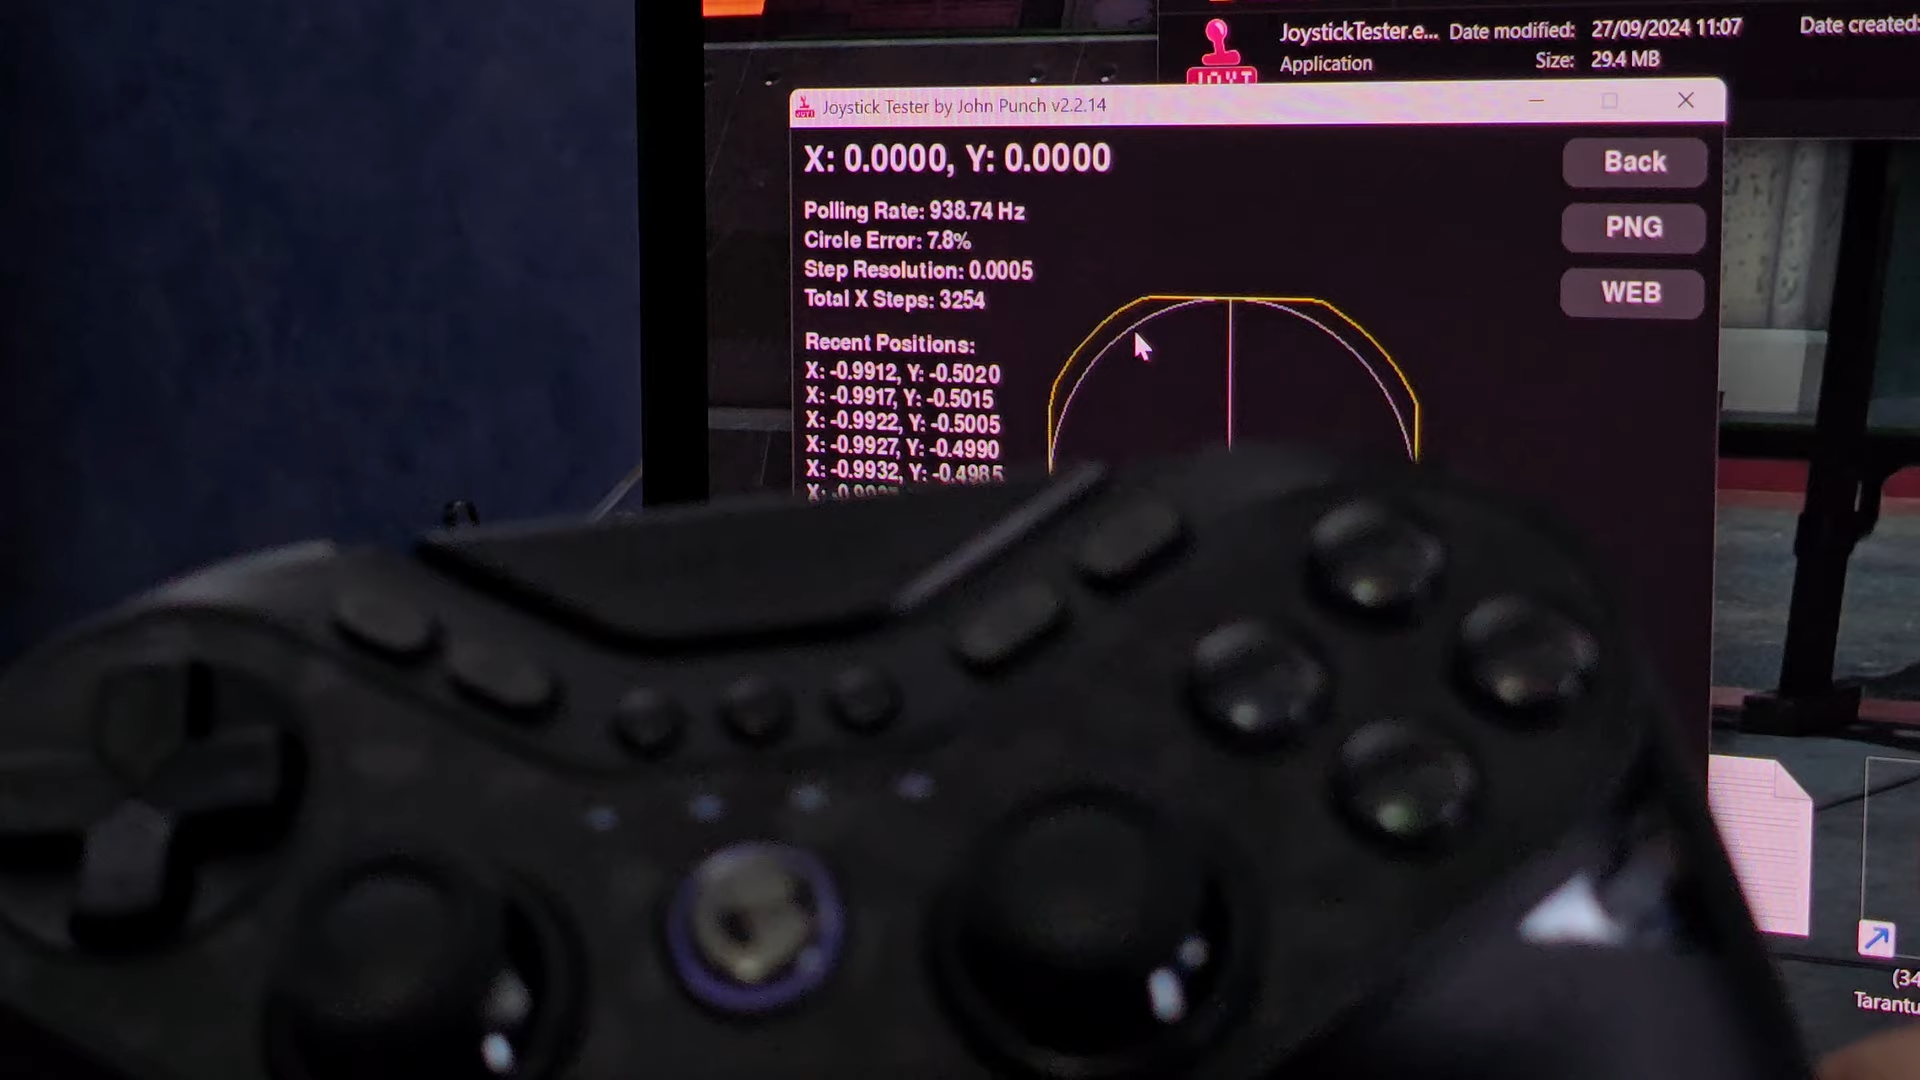 JoystickTester.e... Date modified: 27/09/2024 11:07 Date created:
Application Size: 29.4 MB
Joystick Tester by John Punch v2.2.14
X: 0.0000, Y: 0.0000
Back
Polling Rate: 938.74 Hz
PNG
Circle Error: 7.8%
Step Resolution: 0.0005
WEB
Total X Steps: 3254
Recent Positions:
X: -0.9912, Y: -0.5020
X: -0.9917, Y: -0.5015
X: -0.9922, Y: -0.5005
X: -0.9927, Y: -0.4990
X: -0.9932, Y: -0.4985
(34
Tarantu